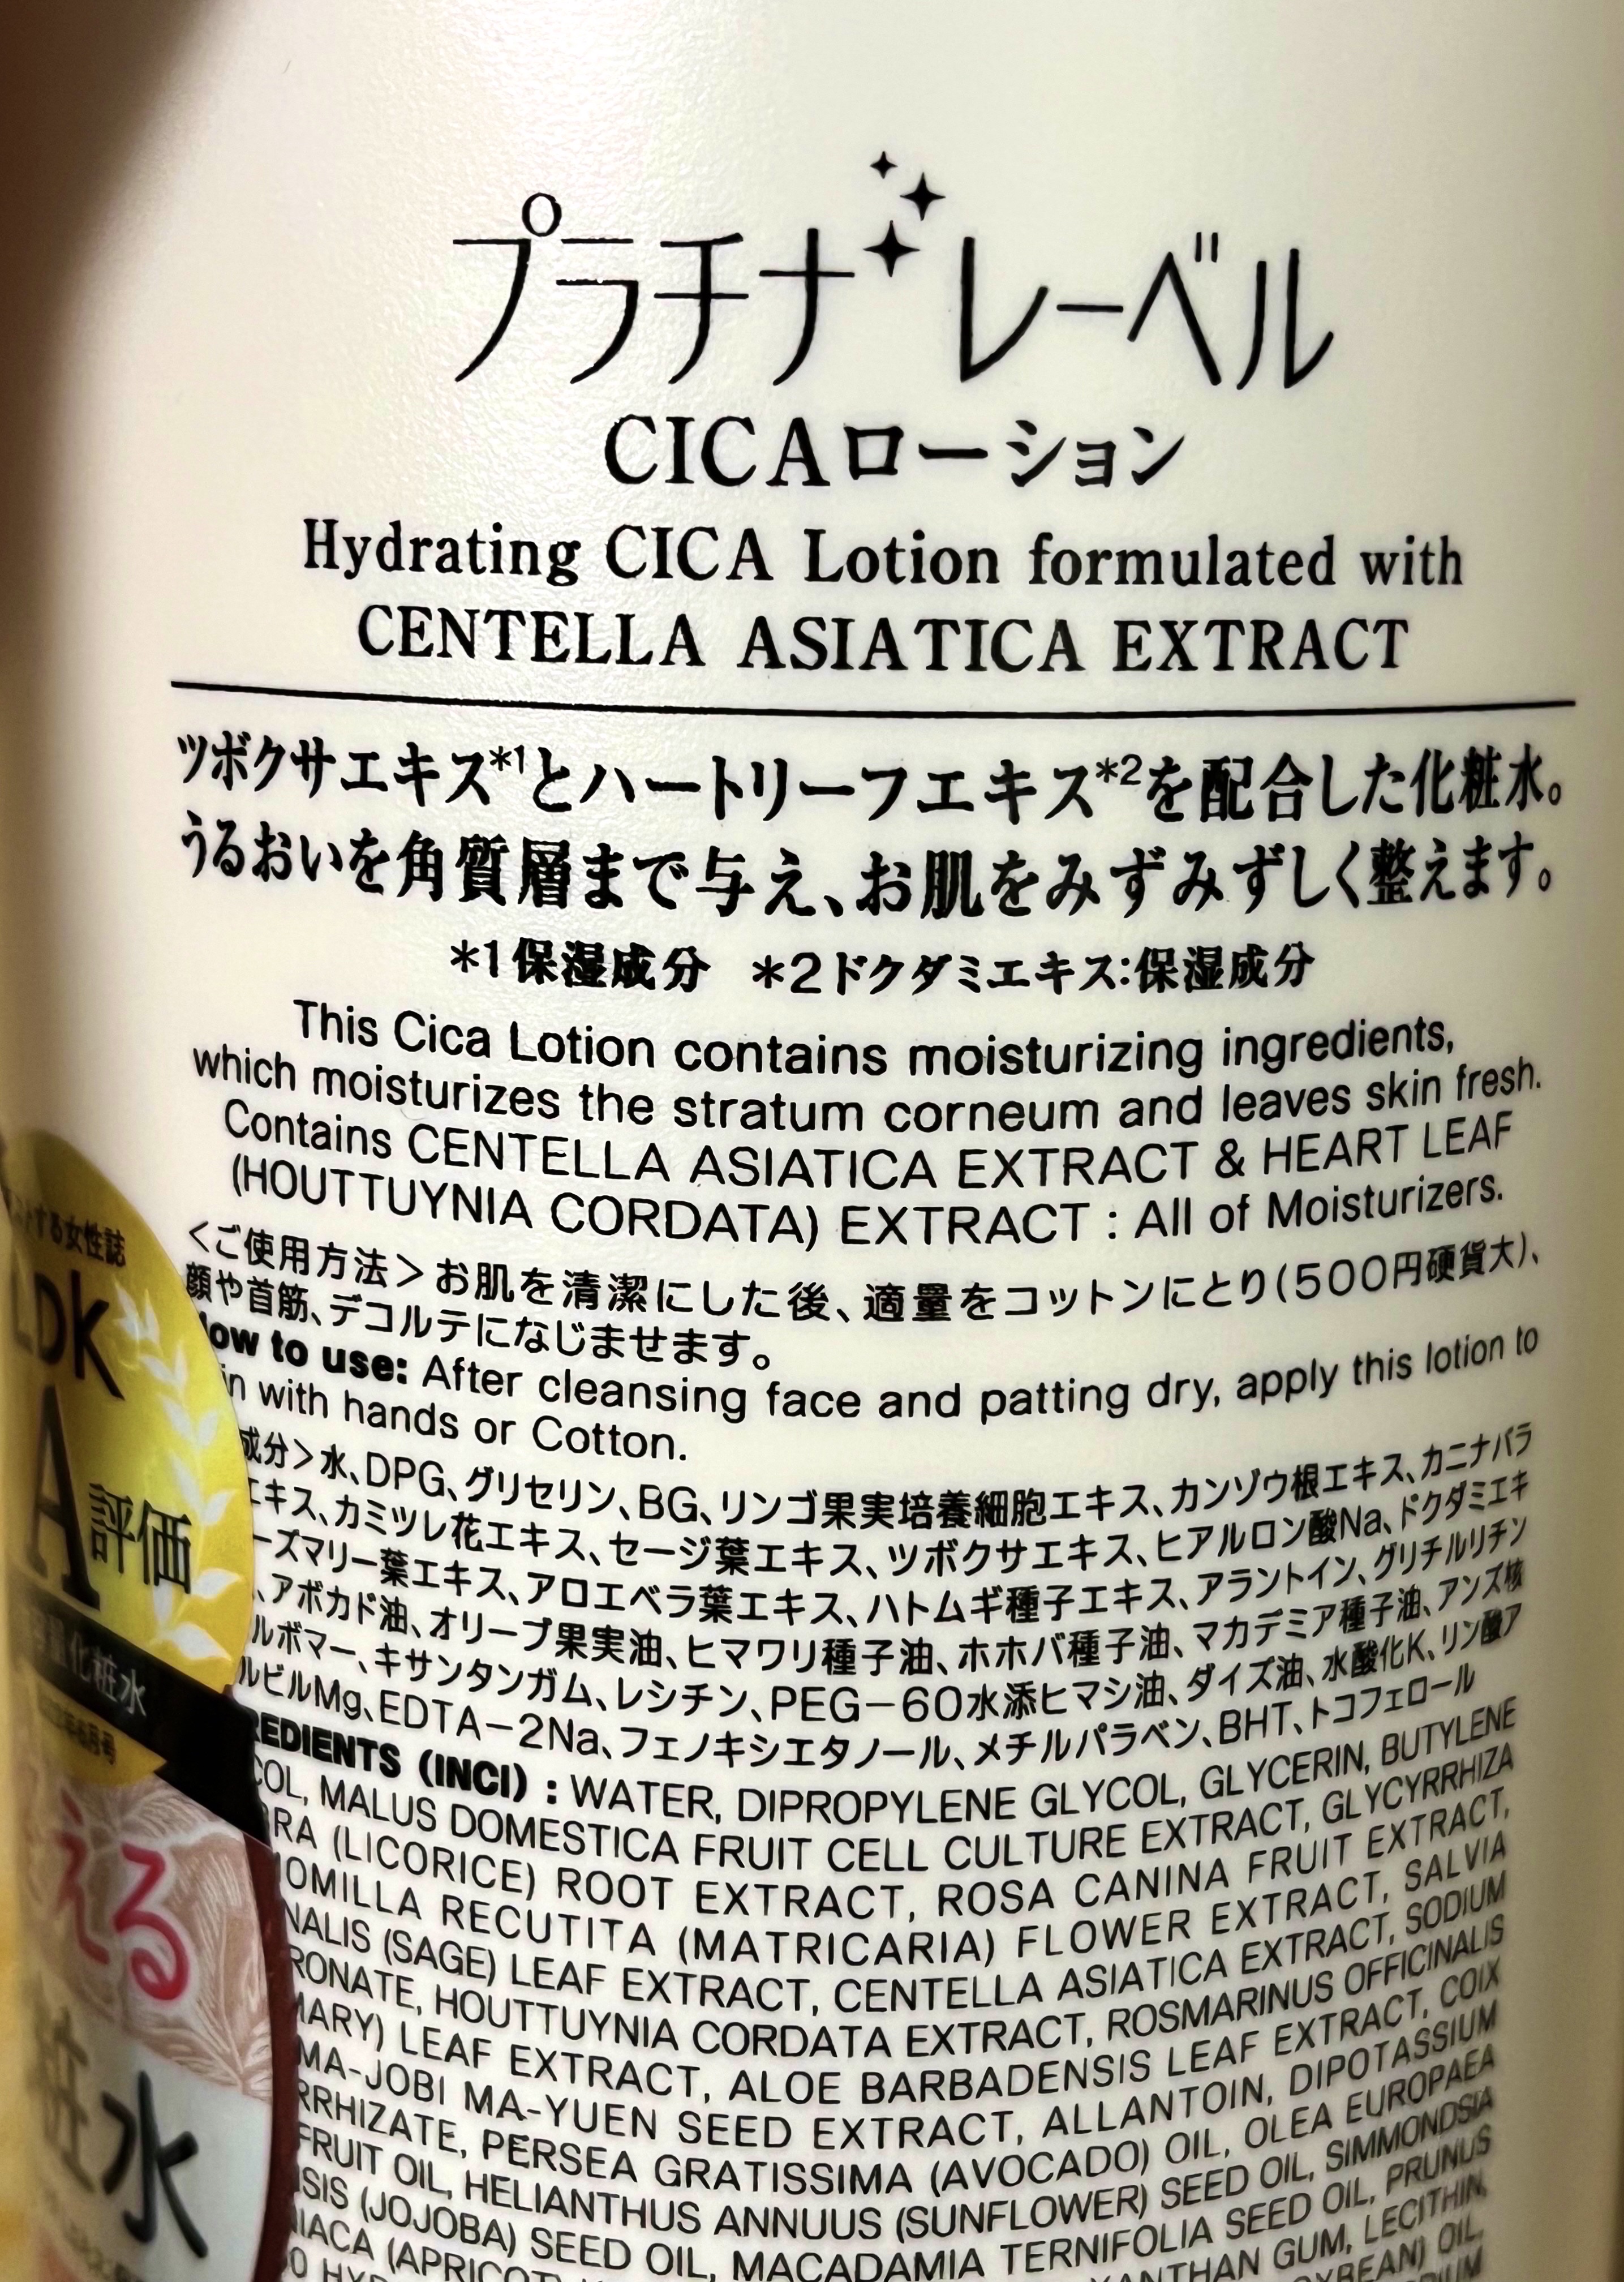 プラチナレーベル
CICAローション
Hydrating CICA Lotion formulated with
CENTELLA ASIATICA EXTRACT
ツボクサエキス*1とハートリーフエキス*2を配合した化粧水。
うるおいを角質層まで与え、お肌をみずみずしく整えます。
*1保湿成分 *2ドクダミエキス:保湿成分
This Cica Lotion contains moisturizing ingredients,
which moisturizes the stratum corneum and leaves skin fresh.
Contains CENTELLA ASIATICA EXTRACT & HEART LEAF
(HOUTTUYNIA CORDATA) EXTRACT : All of Moisturizers.
<ご使用方法>お肌を清潔にした後、適量をコットンにとり(500円硬貨大)、
顔や首筋、デコルテになじませます。
to use: After cleansing face and patting dry, apply this lotion to
with hands or Cotton.
成分>水、DPG、グリセリン、BG、リンゴ果実培養細胞エキス、カンゾウ根エキス、カニナバラ
エキス、カミツレ花エキス、セージ葉エキス、ツボクサエキス、ヒアルロン酸Na、ドクダミエキ
ーズマリー葉エキス、アロエベラ葉エキス、ハトムギ種子エキス、アラントイン、グリチルリチン
、アボカド油、オリーブ果実油、ヒマワリ種子油、ホホバ種子油、マカデミア種子油、アンズ核
ルボマー、キサンタンガム、レシチン、PEG-60水添ヒマシ油、ダイズ油、水酸化K、リン酸ア
ルビルMg、EDTA-2Na、フェノキシエタノール、メチルパラベン、BHT、トコフェロール
REDIENTS (INCI) : WATER, DIPROPYLENE GLYCOL, GLYCERIN, BUTYLENE
COL, MALUS DOMESTICA FRUIT CELL CULTURE EXTRACT, GLYCYRRHIZA
RA (LICORICE) ROOT EXTRACT, ROSA CANINA FRUIT EXTRACT,
OMILLA RECUTITA (MATRICARIA) FLOWER EXTRACT, SALVIA
NALIS (SAGE) LEAF EXTRACT, CENTELLA ASIATICA EXTRACT, SODIUM
RONATE, HOUTTUYNIA CORDATA EXTRACT, ROSMARINUS OFFICINALIS
MARY) LEAF EXTRACT, ALOE BARBADENSIS LEAF EXTRACT, COIX
MA-JOBI MA-YUEN SEED EXTRACT, ALLANTOIN, DIPOTASSIUM
RRHIZATE, PERSEA GRATISSIMA (AVOCADO) OIL, OLEA EUROPAEA
FRUIT OIL, HELIANTHUS ANNUUS (SUNFLOWER) SEED OIL, SIMMONDSIA
NSIS (JOJOBA) SEED OIL, MACADAMIA TERNIFOLIA SEED OIL, PRUNUS
NIACA (APRICOT) XANTHAN GUM, LECITHIN,
OIL,
する女性誌
LDK
A評価
化粧水
える
粧水